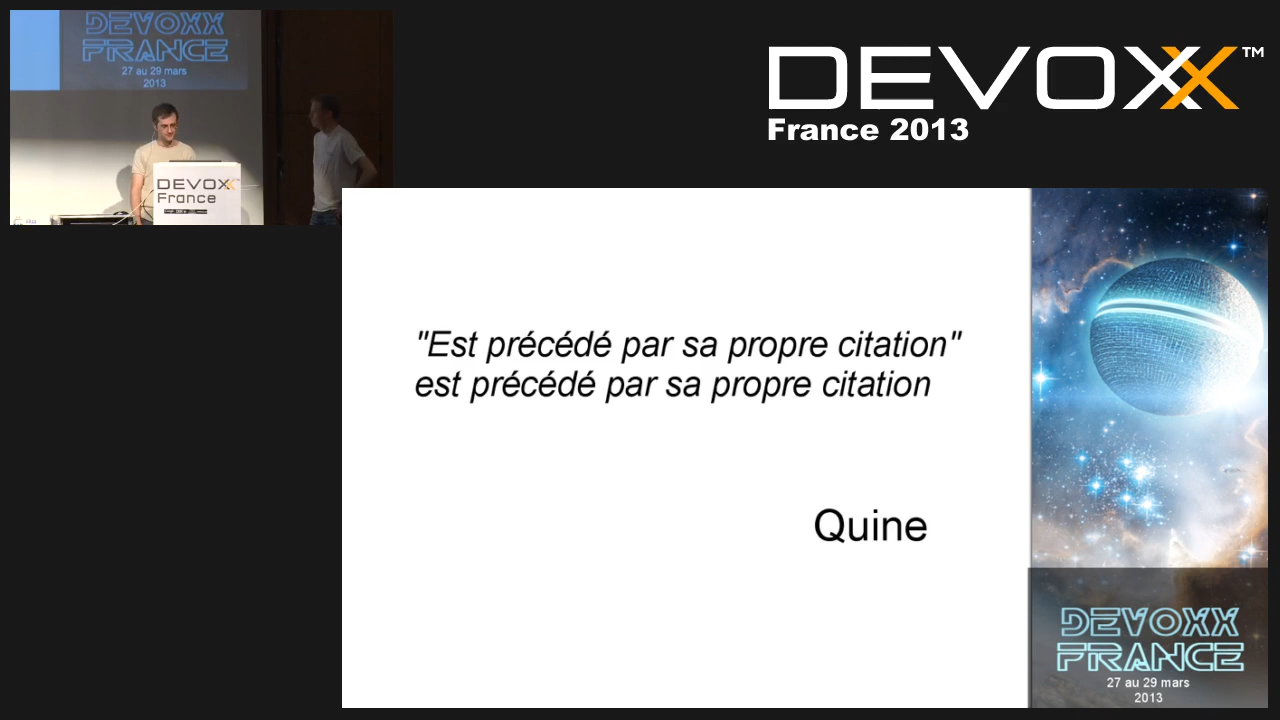 DEVOXX
FRANCE
27 au 29 mars
2013
DEVOXX
France
DEVOXX™
France 2013
"Est précédé par sa propre citation"
est précédé par sa propre citation
Quine
DEVOXX
FRANCE
27 au 29 mars
2013